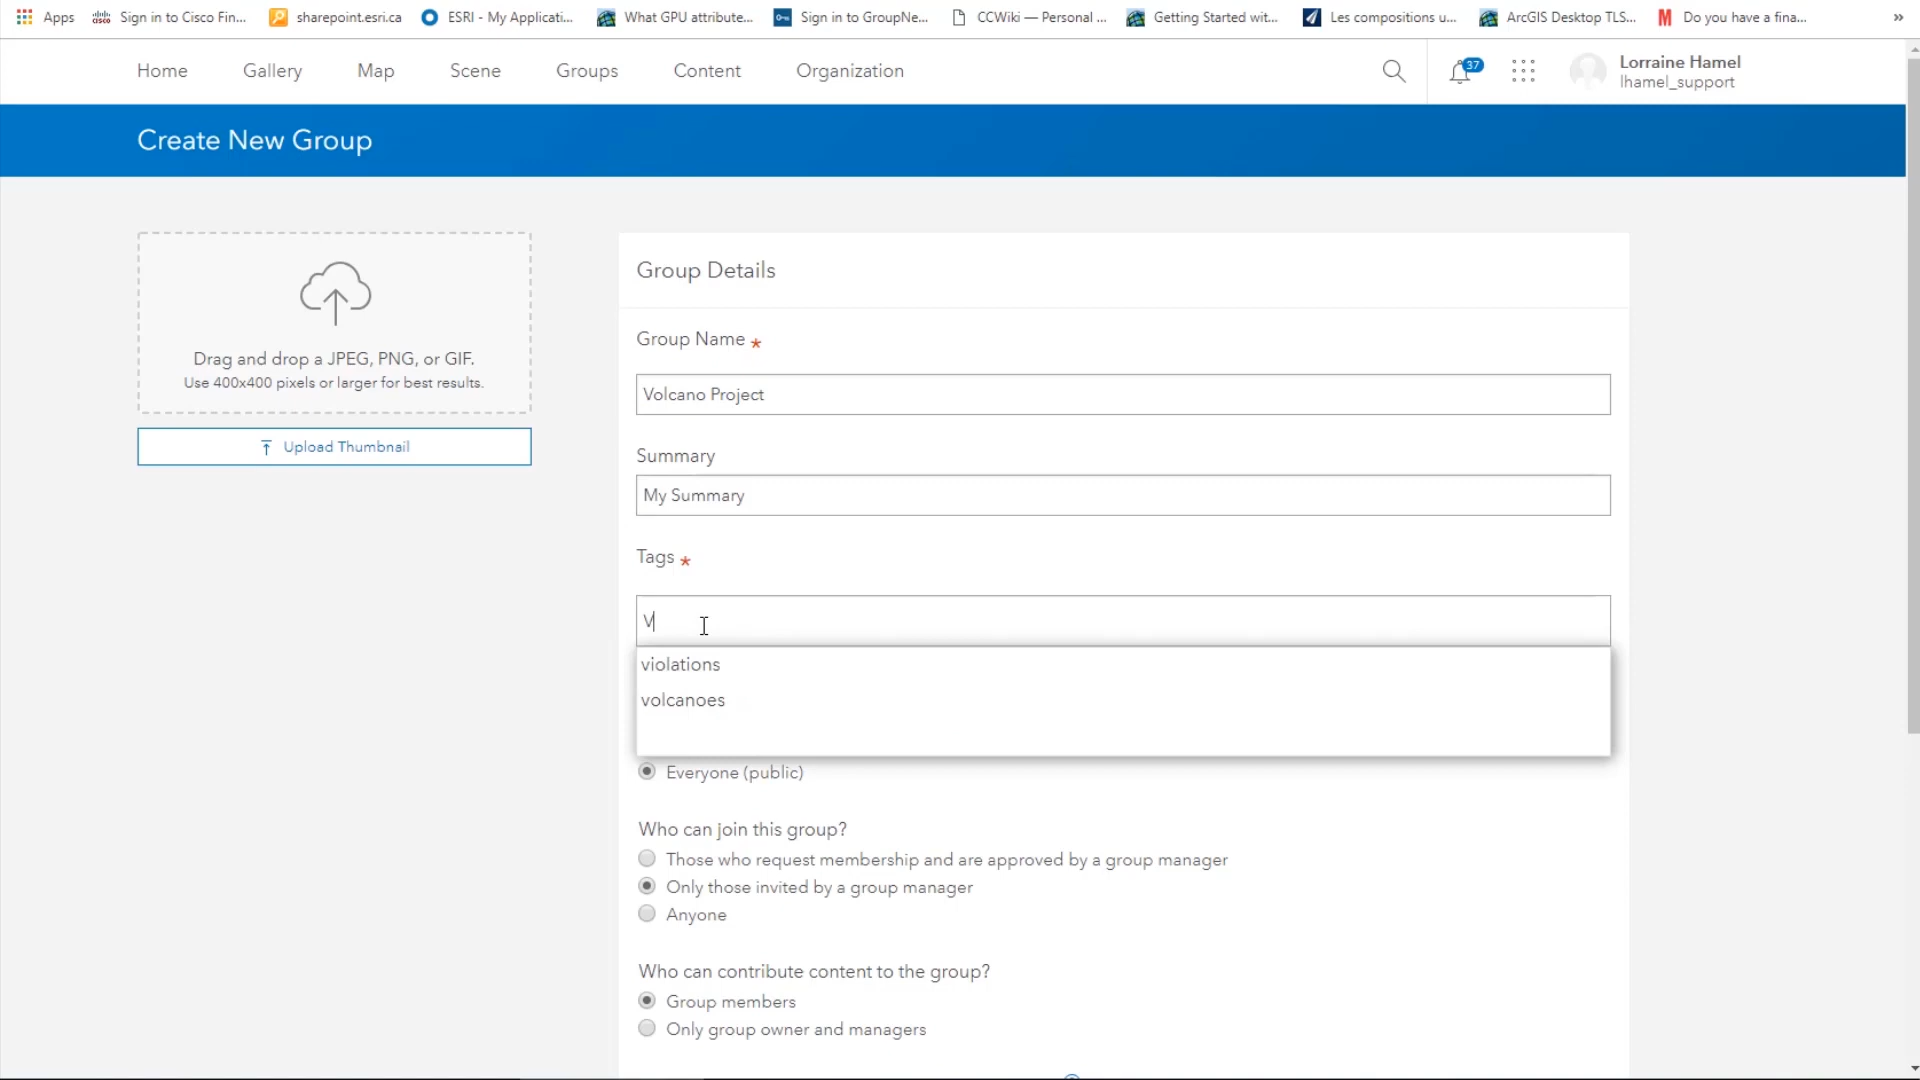 Apps Sign in to Cisco Fin... sharepoint.esri.ca ESRI - My Applicati... What GPU attribute... Sign in to GroupNe... CCWiki — Personal ... Getting Started wit... Les compositions u... ArcGIS Desktop TLS... Do you have a fina... »
Home Gallery Map Scene Groups Content Organization 37 Lorraine Hamel
lhamel_support
Create New Group
Drag and drop a JPEG, PNG, or GIF.
Use 400x400 pixels or larger for best results.
Upload Thumbnail
Group Details
Group Name *
Volcano Project
Summary
My Summary
Tags *
V
violations
volcanoes
Everyone (public)
Who can join this group?
Those who request membership and are approved by a group manager
Only those invited by a group manager
Anyone
Who can contribute content to the group?
Group members
Only group owner and managers